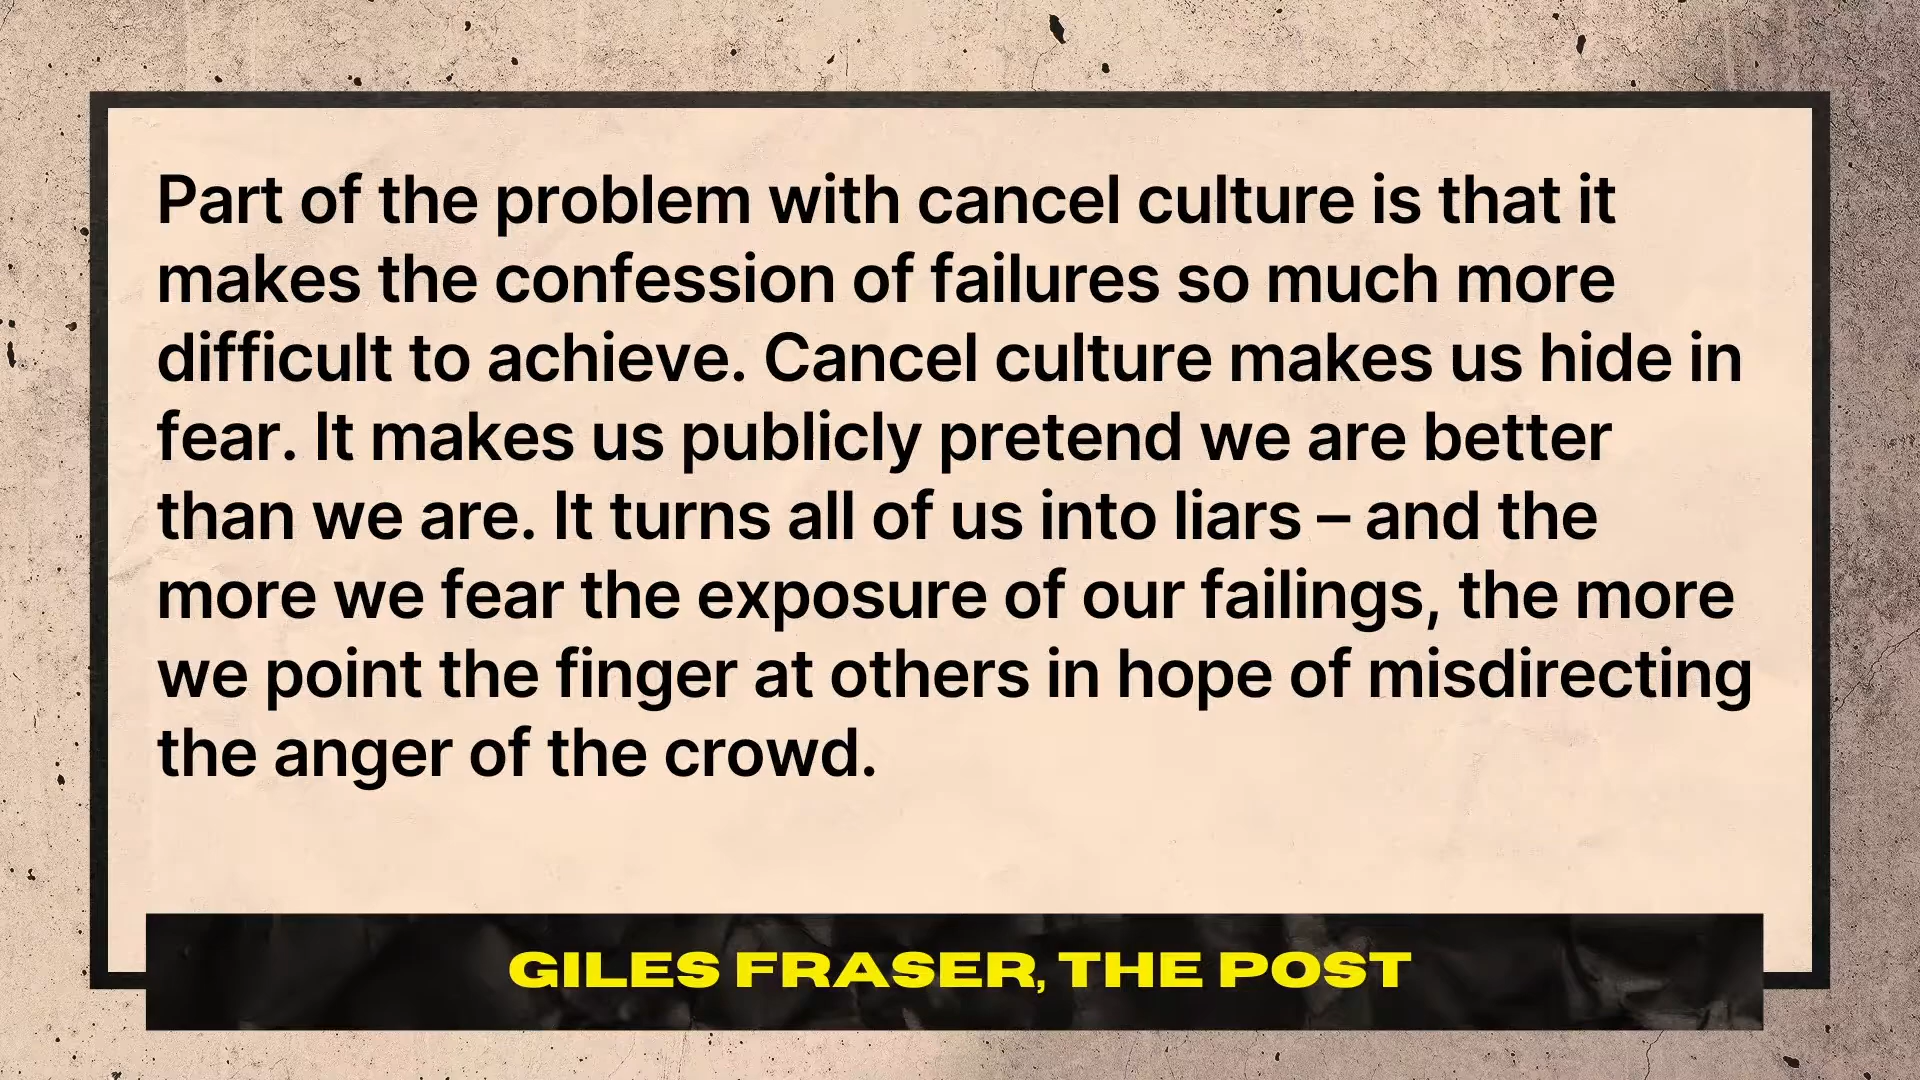 Part of the problem with cancel culture is that it
makes the confession of failures so much more
difficult to achieve. Cancel culture makes us hide in
fear. It makes us publicly pretend we are better
than we are. It turns all of us into liars – and the
more we fear the exposure of our failings, the more
we point the finger at others in hope of misdirecting
the anger of the crowd.
GILES FRASER, THE POST